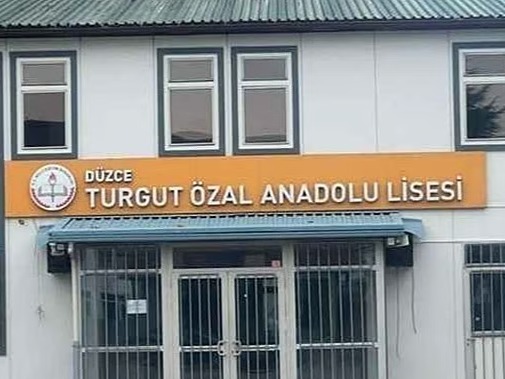 DÜZCE
TURGUT ÖZAL ANADOLU LİSESİ